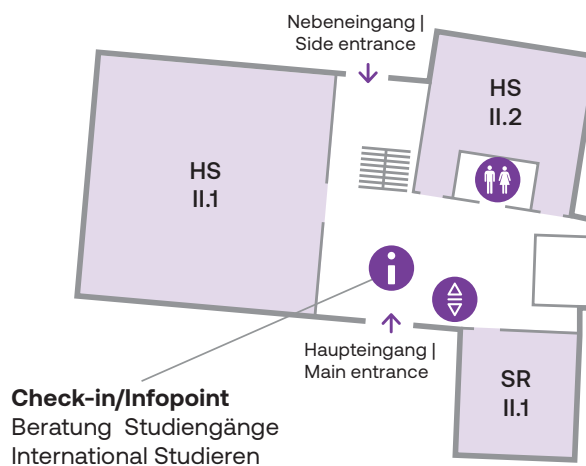 Nebeneingang |
Side entrance
HS
II.2
HS
II.1
Haupteingang |
Main entrance
SR
II.1
Check-in/Infopoint
Beratung Studiengänge
International Studieren